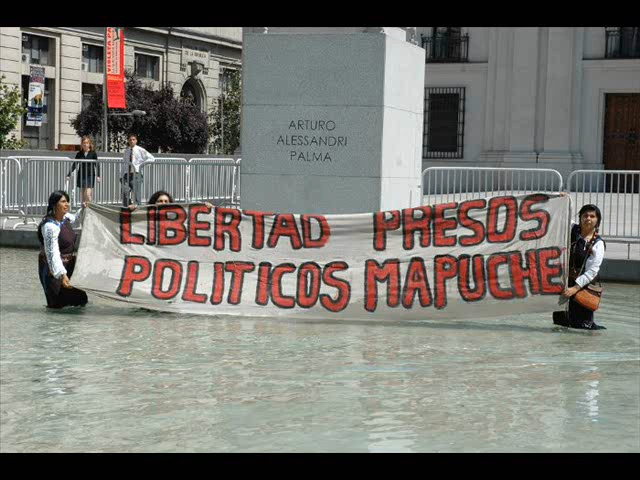 ARTURO
ALESSANDRI
PALMA
LIBERTAD PRESOS
POLITICOS MAPUCHE